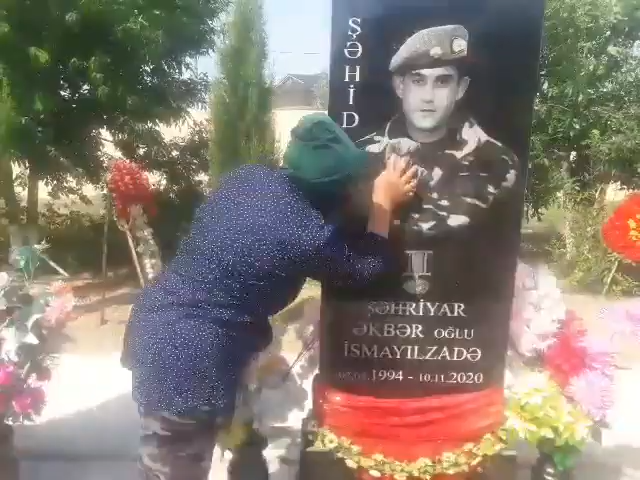 ŞƏHİD
ŞƏHRİYAR
ƏKBƏR OĞLU
İSMAYILZADƏ
1994 - 10.11.2020